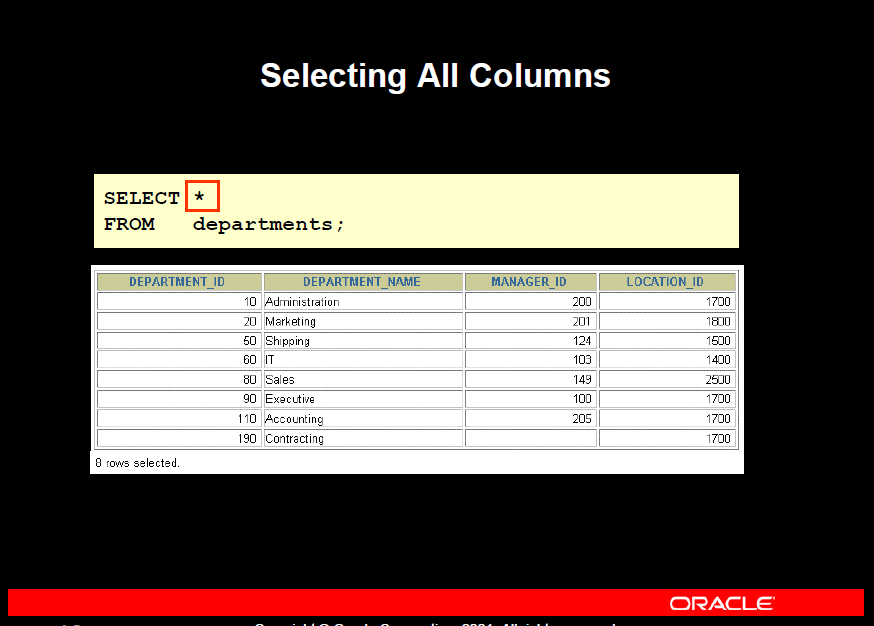 Selecting All Columns
SELECT *
FROM departments;
DEPARTMENT_ID DEPARTMENT_NAME MANAGER_ID LOCATION_ID
10 Administration 200 1700
20 Marketing 201 1800
50 Shipping 124 1500
60 IT 103 1400
80 Sales 149 2500
90 Executive 100 1700
110 Accounting 205 1700
190 Contracting 1700
8 rows selected.
ORACLE